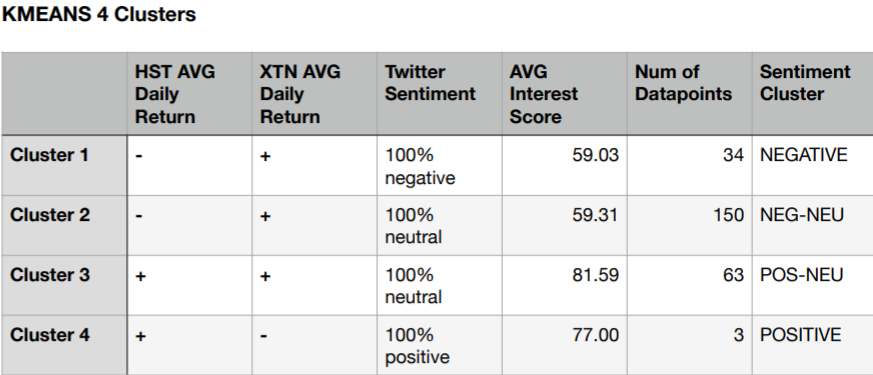 KMEANS 4 Clusters
HST AVG Daily Return | XTN AVG Daily Return | Twitter Sentiment | AVG Interest Score | Num of Datapoints | Sentiment Cluster
Cluster 1 | - | + | 100% negative | 59.03 | 34 | NEGATIVE
Cluster 2 | - | + | 100% neutral | 59.31 | 150 | NEG-NEU
Cluster 3 | + | + | 100% neutral | 81.59 | 63 | POS-NEU
Cluster 4 | + | - | 100% positive | 77.00 | 3 | POSITIVE